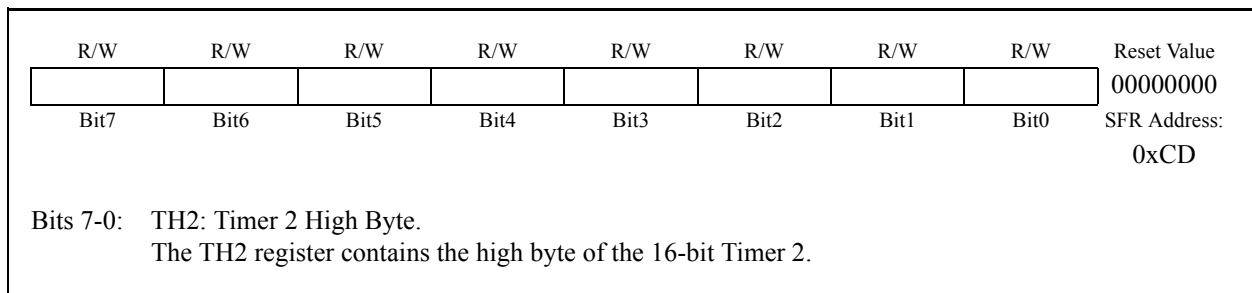 R/W R/W R/W R/W R/W R/W R/W R/W Reset Value
00000000
Bit7 Bit6 Bit5 Bit4 Bit3 Bit2 Bit1 Bit0 SFR Address:
0xCD
Bits 7-0: TH2: Timer 2 High Byte.
The TH2 register contains the high byte of the 16-bit Timer 2.